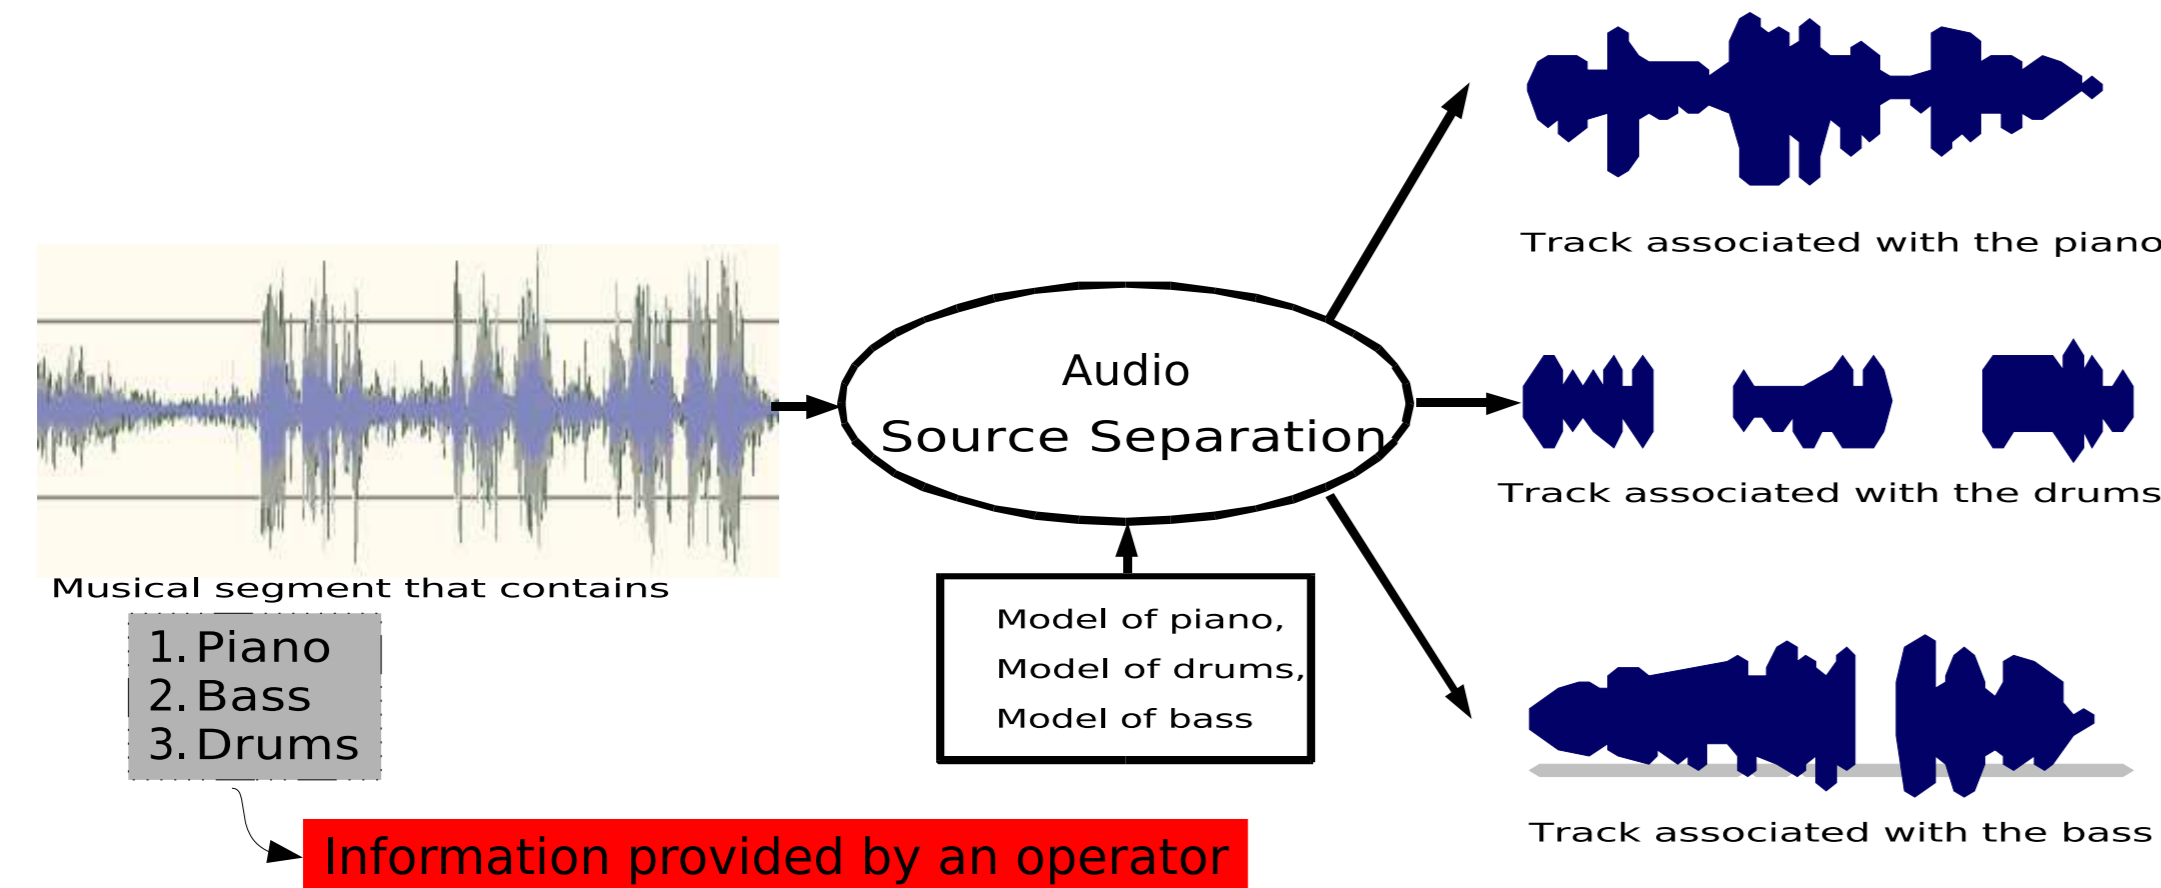 Musical segment that contains
1. Piano
2. Bass
3. Drums
Information provided by an operator
Audio
Source Separation
Model of piano,
Model of drums,
Model of bass
Track associated with the piano
Track associated with the drums
Track associated with the bass